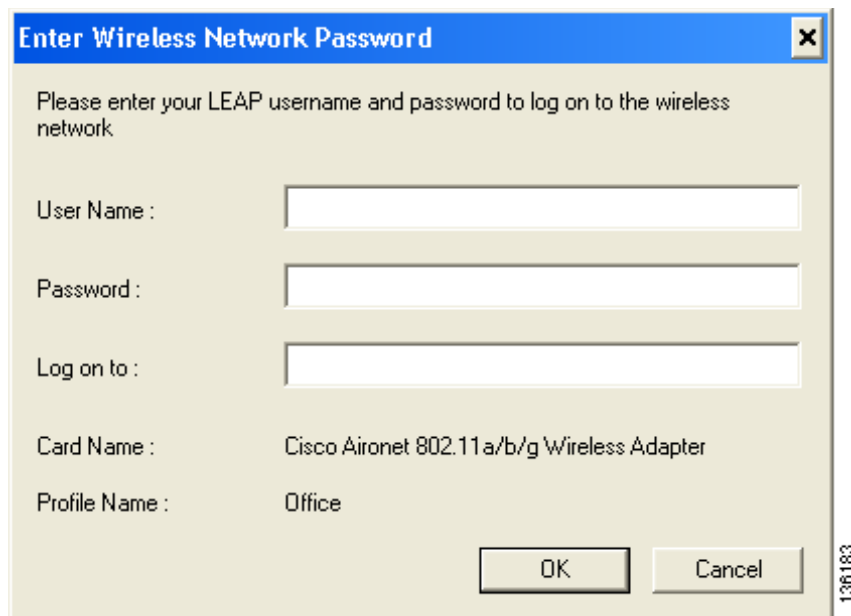 Enter Wireless Network Password
Please enter your LEAP username and password to log on to the wireless
network
User Name :
Password :
Log on to :
Card Name : Cisco Aironet 802.11a/b/g Wireless Adapter
Profile Name : Office
OK Cancel
136183